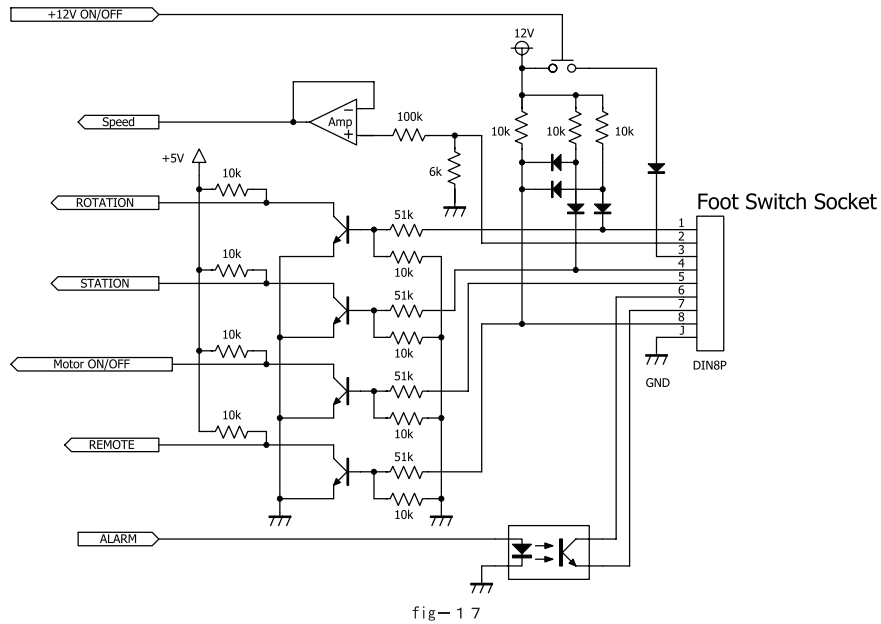 +12V ON/OFF
12V
Speed
Amp
−
+
100k
6k
10k
10k
10k
+5V
10k
ROTATION
51k
10k
Foot Switch Socket
1
2
3
4
5
6
7
8
J
DIN8P
GND
10k
STATION
51k
10k
10k
Motor ON/OFF
51k
10k
10k
REMOTE
51k
10k
ALARM
fig－１７